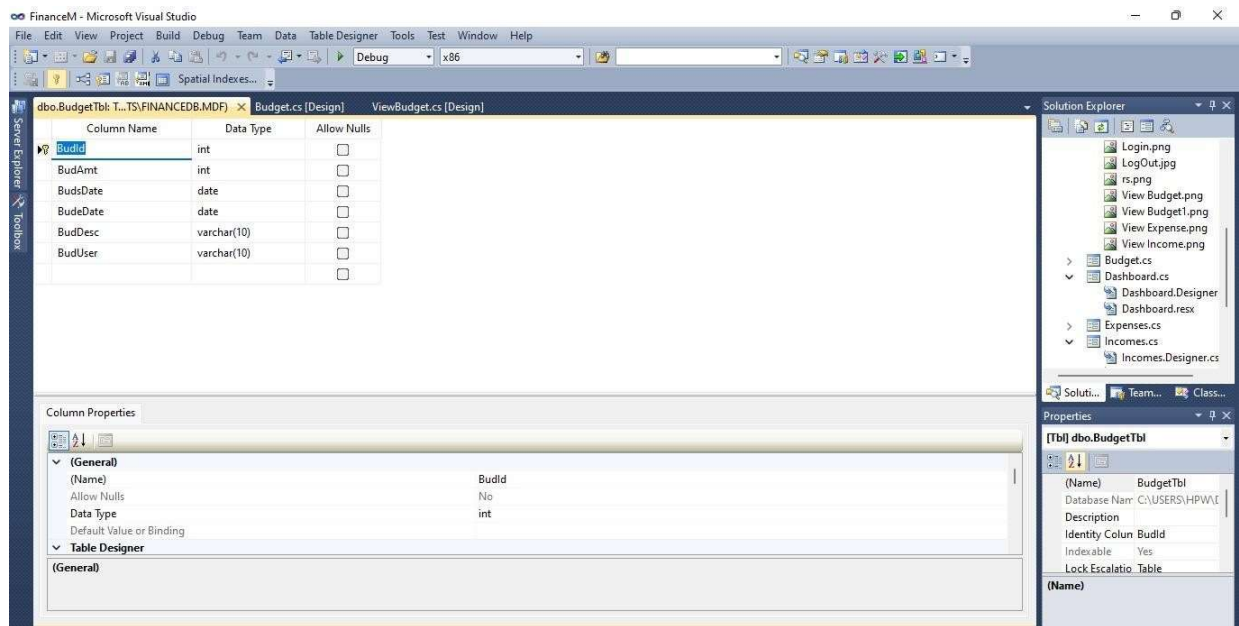 FinanceM - Microsoft Visual Studio
File Edit View Project Build Debug Team Data Table Designer Tools Test Window Help
Debug x86
Spatial Indexes...
Server Explorer
Toolbox
dbo.BudgetTbl: T...TS\FINANCEDB.MDF) Budget.cs [Design] ViewBudget.cs [Design]
Column Name Data Type Allow Nulls
BudId int
BudAmt int
BudsDate date
BudeDate date
BudDesc varchar(10)
BudUser varchar(10)
Column Properties
(General)
(Name) BudId
Allow Nulls No
Data Type int
Default Value or Binding
Table Designer
(General)
Solution Explorer
Login.png
LogOut.jpg
rs.png
View Budget.png
View Budget1.png
View Expense.png
View Income.png
Budget.cs
Dashboard.cs
Dashboard.Designer
Dashboard.resx
Expenses.cs
Incomes.cs
Incomes.Designer.cs
Soluti... Team... Class...
Properties
[Tbl] dbo.BudgetTbl
(Name) BudgetTbl
Database Nam C:\USERS\HPW\D
Description
Identity Colun BudId
Indexable Yes
Lock Escalatio Table
(Name)